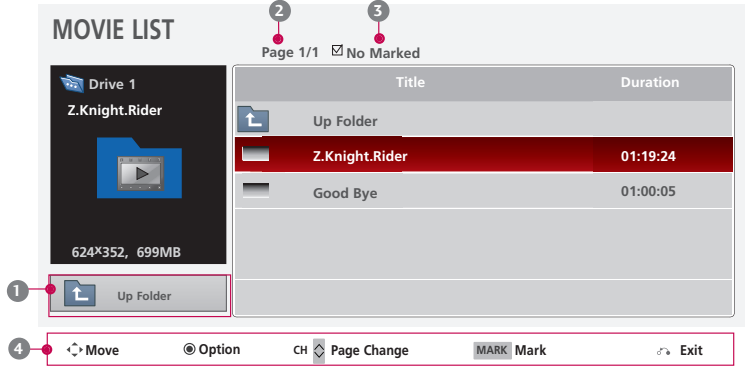 2 3
MOVIE LIST
Page 1/1 No Marked
Drive 1
Z.Knight.Rider
624X352, 699MB
1
Up Folder
Title Duration
Up Folder
Z.Knight.Rider 01:19:24
Good Bye 01:00:05
4
Move Option CH Page Change MARK Mark Exit